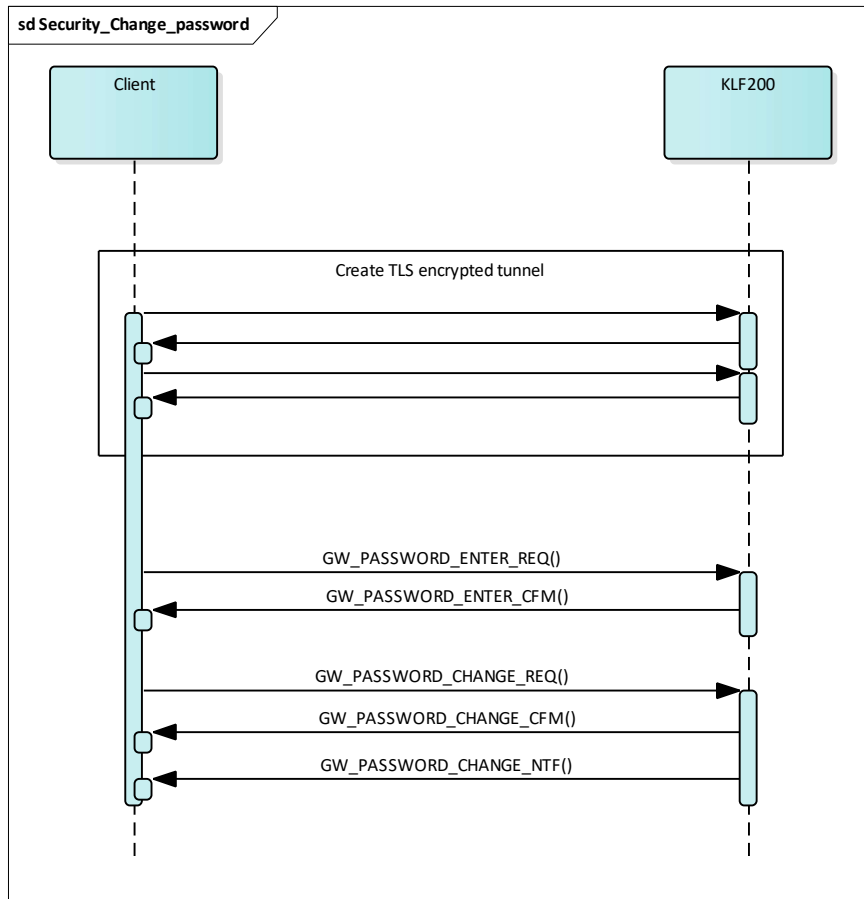 sd Security_Change_password
Client
KLF200
Create TLS encrypted tunnel
GW_PASSWORD_ENTER_REQ()
GW_PASSWORD_ENTER_CFM()
GW_PASSWORD_CHANGE_REQ()
GW_PASSWORD_CHANGE_CFM()
GW_PASSWORD_CHANGE_NTF()